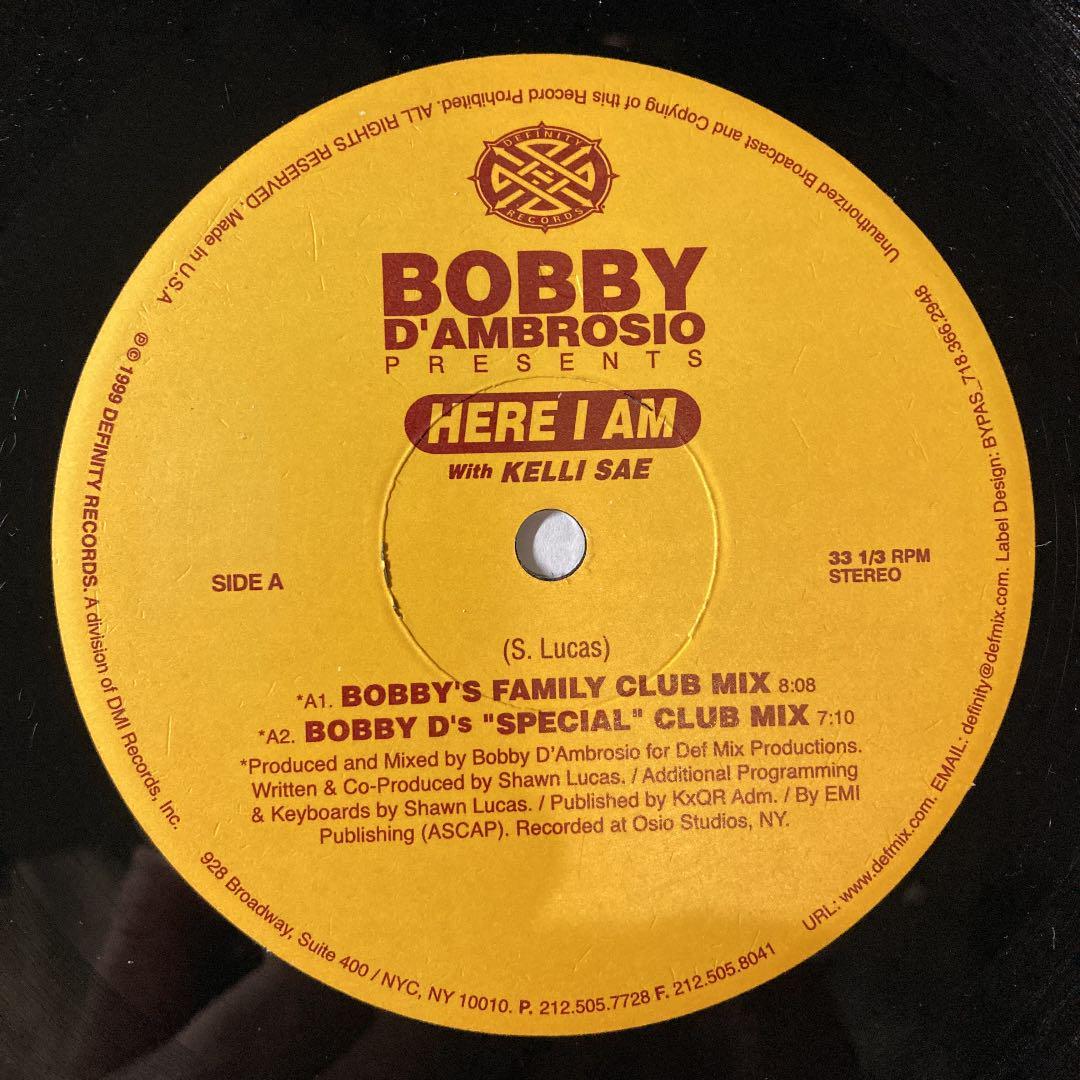 DEFINITY
RECORDS
BOBBY
D'AMBROSIO
PRESENTS
HERE I AM
With KELLI SAE
SIDE A
33 1/3 RPM
STEREO
(S. Lucas)
*A1. BOBBY'S FAMILY CLUB MIX 8:08
*A2. BOBBY D's "SPECIAL" CLUB MIX 7:10
*Produced and Mixed by Bobby D'Ambrosio for Def Mix Productions.
Written & Co-Produced by Shawn Lucas. / Additional Programming
& Keyboards by Shawn Lucas. / Published by KxQR Adm. / By EMI
Publishing (ASCAP). Recorded at Osio Studios, NY.
℗© 1999 DEFINITY RECORDS. A division of DMI Records, Inc.
928 Broadway, Suite 400 / NYC, NY 10010. P. 212.505.7728 F. 212.505.8041
URL: www.defmix.com. EMAIL: definity@defmix.com. Label Design: BYPAS_718.366.2948
Unauthorized Broadcast and Copying of this Record Prohibited. ALL RIGHTS RESERVED, Made In U.S.A